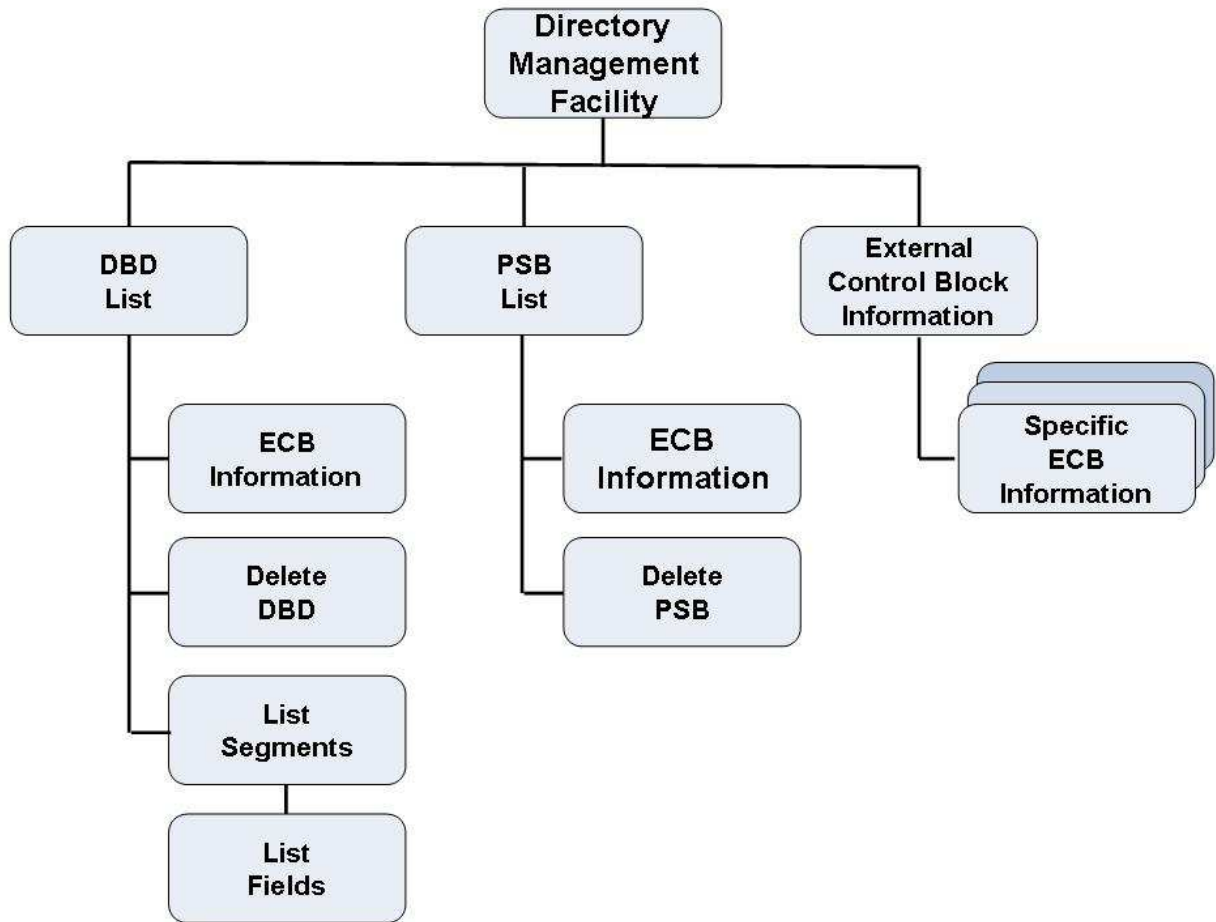 Directory
Management
Facility
DBD
List
PSB
List
External
Control Block
Information
ECB
Information
ECB
Information
Specific
ECB
Information
Delete
DBD
Delete
PSB
List
Segments
List
Fields